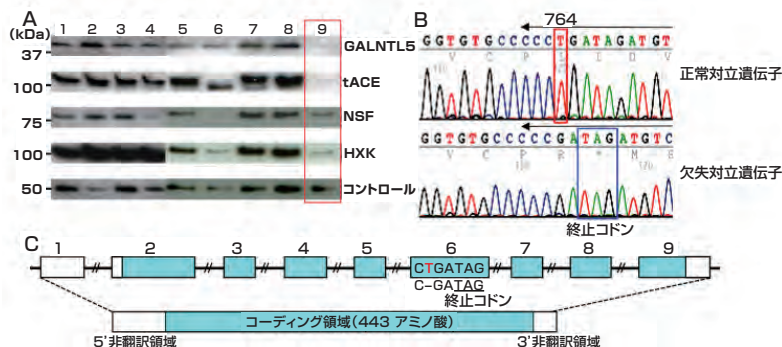 A
1 2 3 4 5 6 7 8 9
(kDa)
37
GALNTL5
100
tACE
75
NSF
100
HXK
50
コントロール
B
764
GGTGTGCCCCCTGATAGATGT
V C P
I D V
正常対立遺伝子
GGTGTGCCCCCGATAGATGTC
V C P R * M S
欠失対立遺伝子
終止コドン
C
1 2 3 4 5 6 7 8 9
CTGATAG
C-GATAG
終止コドン
コーディング領域(443 アミノ酸)
5'非翻訳領域
3'非翻訳領域